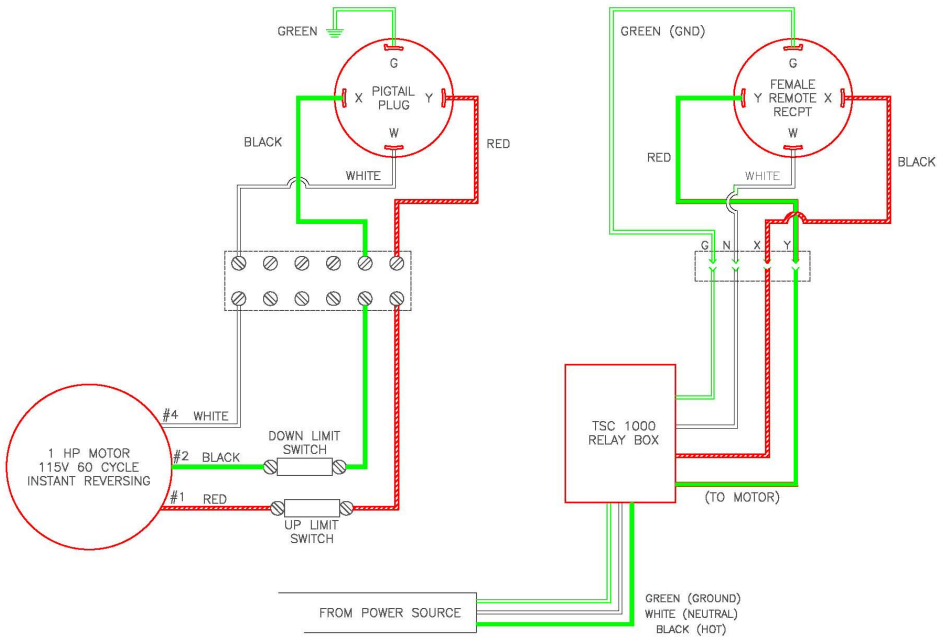 GREEN
G
X
PIGTAIL
PLUG
Y
W
BLACK
RED
WHITE
GREEN (GND)
G
FEMALE
Y REMOTE X
RECPT
W
RED
BLACK
WHITE
G N X Y
#4 WHITE
1 HP MOTOR
115V 60 CYCLE
INSTANT REVERSING
#2 BLACK
DOWN LIMIT
SWITCH
#1 RED
UP LIMIT
SWITCH
TSC 1000
RELAY BOX
(TO MOTOR)
FROM POWER SOURCE
GREEN (GROUND)
WHITE (NEUTRAL)
BLACK (HOT)